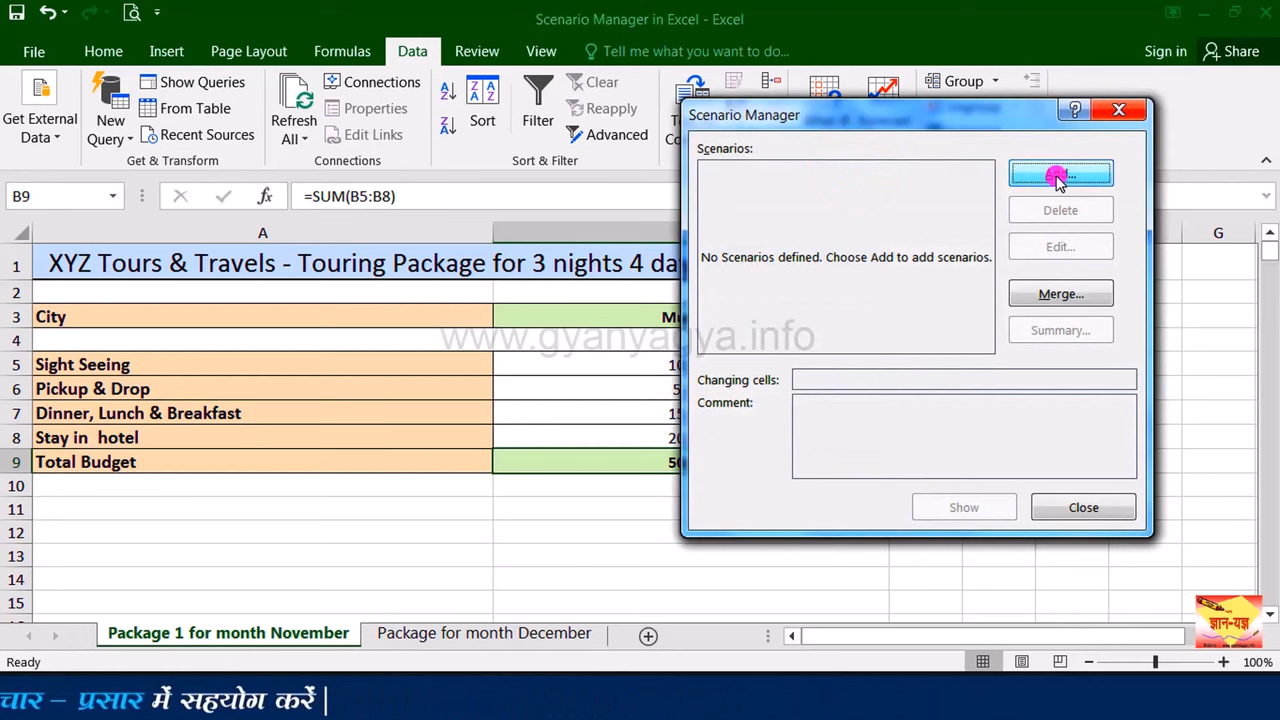 Scenario Manager in Excel - Excel
File Home Insert Page Layout Formulas Data Review View Tell me what you want to do... Sign in Share
Get External Data
New Query
Show Queries
From Table
Recent Sources
Get & Transform
Refresh All
Connections
Properties
Edit Links
Connections
Sort
Filter
Clear
Reapply
Advanced
Sort & Filter
Group
B9 fx =SUM(B5:B8)
A G
1 XYZ Tours & Travels - Touring Package for 3 nights 4 da
2
3 City
4
5 Sight Seeing
6 Pickup & Drop
7 Dinner, Lunch & Breakfast
8 Stay in hotel
9 Total Budget
10
11
12
13
14
15
www.gyanyagya.info
Scenario Manager
Scenarios:
No Scenarios defined. Choose Add to add scenarios.
Delete
Edit...
Merge...
Summary...
Changing cells:
Comment:
Show
Close
Package 1 for month November Package for month December
ज्ञान-यज्ञ
Ready 100%
चार – प्रसार में सहयोग करें |